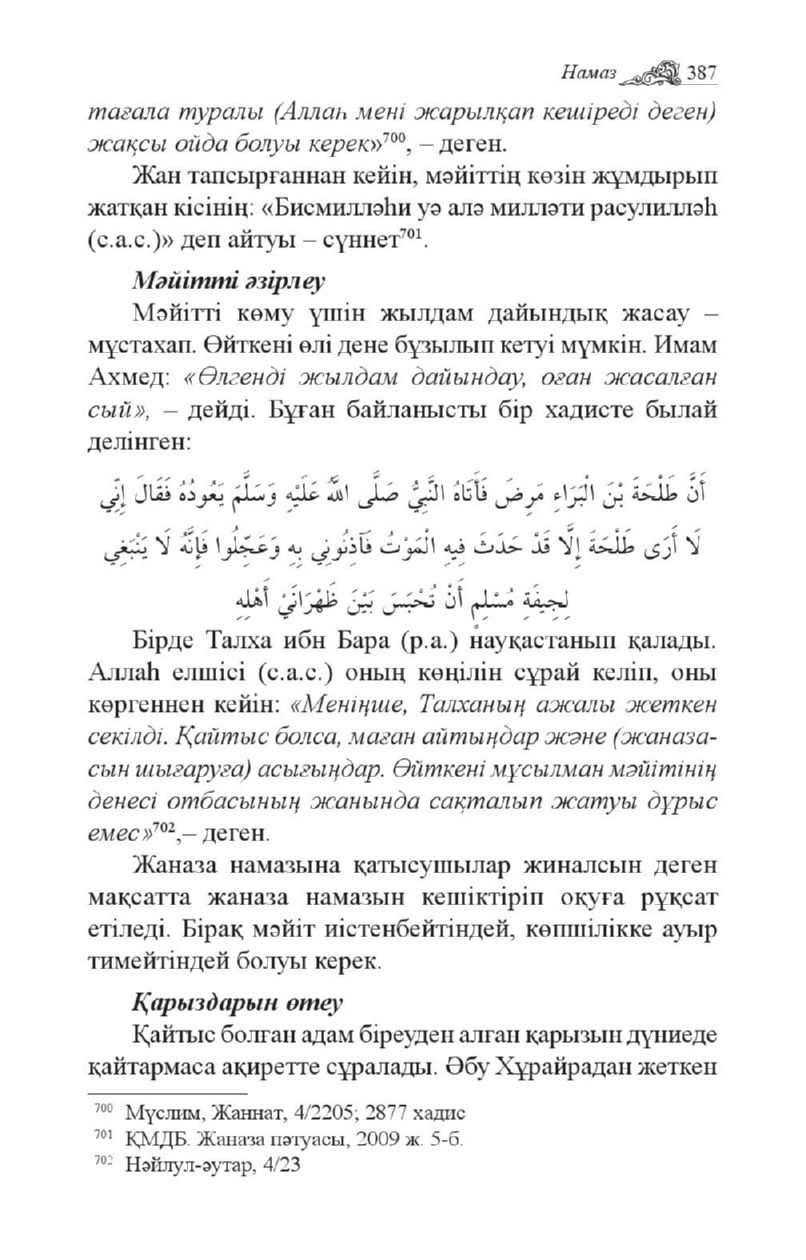 Намаз 387
тағала туралы (Аллаһ мені жарылқап кешіреді деген)
жақсы ойда болуы керек»⁷⁰⁰, – деген.
Жан тапсырғаннан кейін, мәйіттің көзін жұмдырып
жатқан кісінің: «Бисмилләһи уә алә милләти расулилләһ
(с.а.с.)» деп айтуы – сүннет⁷⁰¹.
Мәйітті әзірлеу
Мәйітті көму үшін жылдам дайындық жасау –
мұстахап. Өйткені өлі дене бұзылып кетуі мүмкін. Имам
Ахмед: «Өлгенді жылдам дайындау, оған жасалған
сый», – дейді. Бұған байланысты бір хадисте былай
делінген:
أَنَّ طَلْحَةَ بْنَ الْبَرَاءِ مَرِضَ فَأَتَاهُ النَّبِيُّ صَلَّى اللهُ عَلَيْهِ وَسَلَّمَ يَعُودُهُ فَقَالَ إِنِّي
لَا أَرَى طَلْحَةَ إِلَّا قَدْ حَدَثَ فِيهِ الْمَوْتُ فَآذِنُونِي بِهِ وَعَجِّلُوا فَإِنَّهُ لَا يَنْبَغِي
لِجِيفَةِ مُسْلِمٍ أَنْ تُحْبَسَ بَيْنَ ظَهْرَانَيْ أَهْلِهِ
Бірде Талха ибн Бара (р.а.) науқастанып қалады.
Аллаһ елшісі (с.а.с.) оның көңілін сұрай келіп, оны
көргеннен кейін: «Меніңше, Талханың ажалы жеткен
секілді. Қайтыс болса, маған айтыңдар және (жаназа-
сын шығаруға) асығыңдар. Өйткені мұсылман мәйітінің
денесі отбасының жанында сақталып жатуы дұрыс
емес»⁷⁰²,– деген.
Жаназа намазына қатысушылар жиналсын деген
мақсатта жаназа намазын кешіктіріп оқуға рұқсат
етіледі. Бірақ мәйіт иістенбейтіндей, көпшілікке ауыр
тимейтіндей болуы керек.
Қарыздарын өтеу
Қайтыс болған адам біреуден алған қарызын дүниеде
қайтармаса ақиретте сұралады. Әбу Хұрайрадан жеткен
⁷⁰⁰ Мүслим, Жаннат, 4/2205; 2877 хадис
⁷⁰¹ ҚМДБ. Жаназа пәтуасы, 2009 ж. 5-б.
⁷⁰² Нәйлул-әутар, 4/23